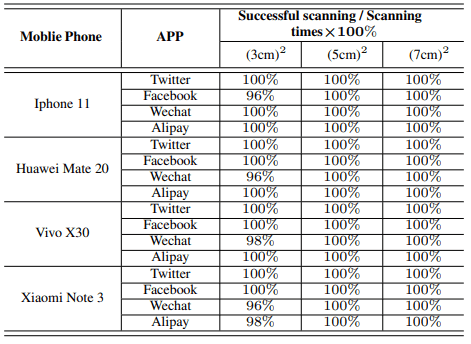 Moblie Phone APP Successful scanning / Scanning times × 100%
(3cm)² (5cm)² (7cm)²
Iphone 11 Twitter 100% 100% 100%
Facebook 96% 100% 100%
Wechat 100% 100% 100%
Alipay 100% 100% 100%
Huawei Mate 20 Twitter 100% 100% 100%
Facebook 100% 100% 100%
Wechat 96% 100% 100%
Alipay 100% 100% 100%
Vivo X30 Twitter 100% 100% 100%
Facebook 100% 100% 100%
Wechat 98% 100% 100%
Alipay 100% 100% 100%
Xiaomi Note 3 Twitter 100% 100% 100%
Facebook 100% 100% 100%
Wechat 96% 100% 100%
Alipay 98% 100% 100%